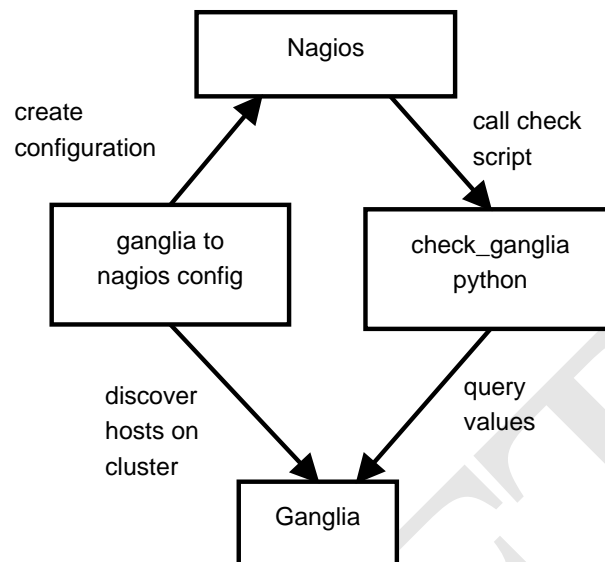 Nagios
create
configuration
call check
script
ganglia to
nagios config
check_ganglia
python
discover
hosts on
cluster
query
values
Ganglia